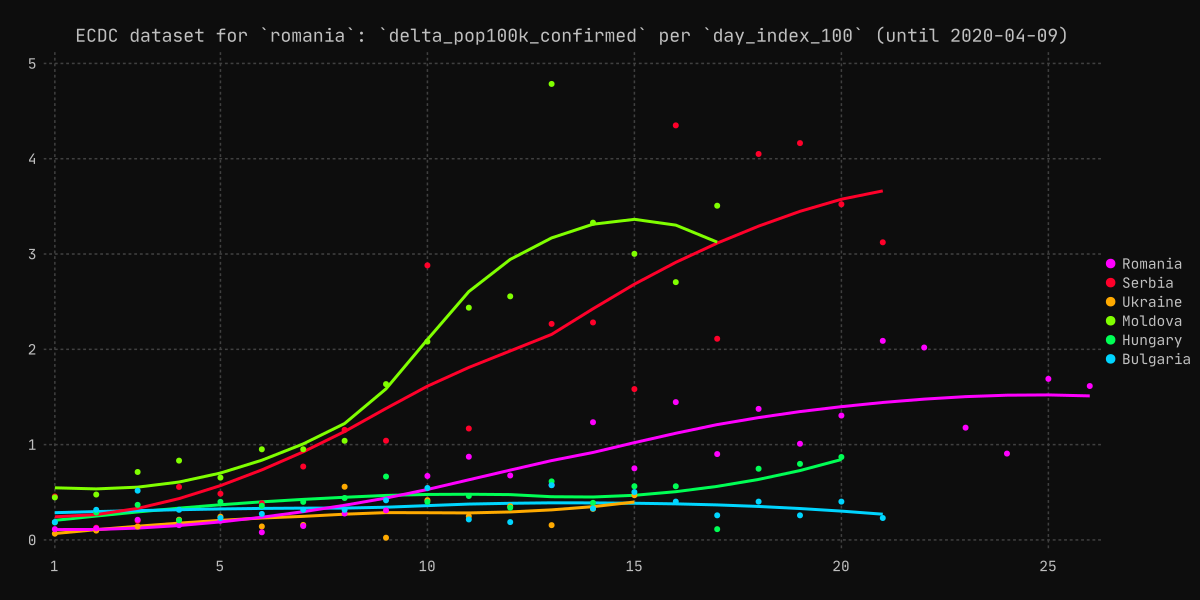 ECDC dataset for `romania`: `delta_pop100k_confirmed` per `day_index_100` (until 2020-04-09)
5
4
3
2
1
0
1 5 10 15 20 25
Romania
Serbia
Ukraine
Moldova
Hungary
Bulgaria